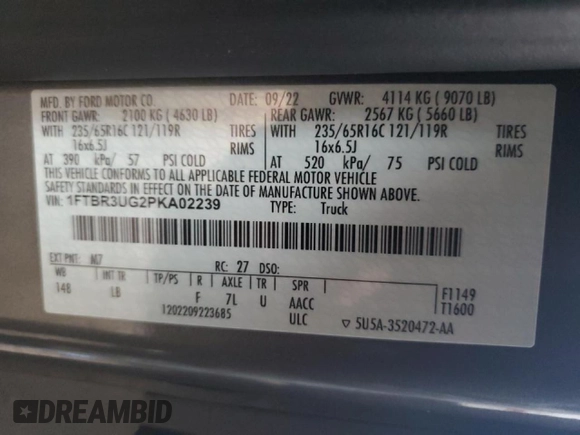 MFD. BY FORD MOTOR CO. DATE: 09/22 GVWR: 4114 KG ( 9070 LB)
FRONT GAWR: 2100 KG ( 4630 LB) REAR GAWR: 2567 KG ( 5660 LB)
WITH 235/65R16C 121/119R TIRES WITH 235/65R16C 121/119R TIRES
16x6.5J RIMS 16x6.5J RIMS
AT 390 kPa/ 57 PSI COLD AT 520 kPa/ 75 PSI COLD
THIS VEHICLE CONFORMS TO ALL APPLICABLE FEDERAL MOTOR VEHICLE
SAFETY STANDARDS IN EFFECT ON THE DATE OF MANUFACTURE SHOWN ABOVE.
VIN: 1FTBR3UG2PKA02239 TYPE: Truck
EXT PNT: M7 RC: 27 DSO:
WB INT TR TP/PS R AXLE TR SPR
148 LB F 7L U AACC F1149
1202209223685 ULC T1600
▽ 5U5A-3520472-AA
DREAMBID